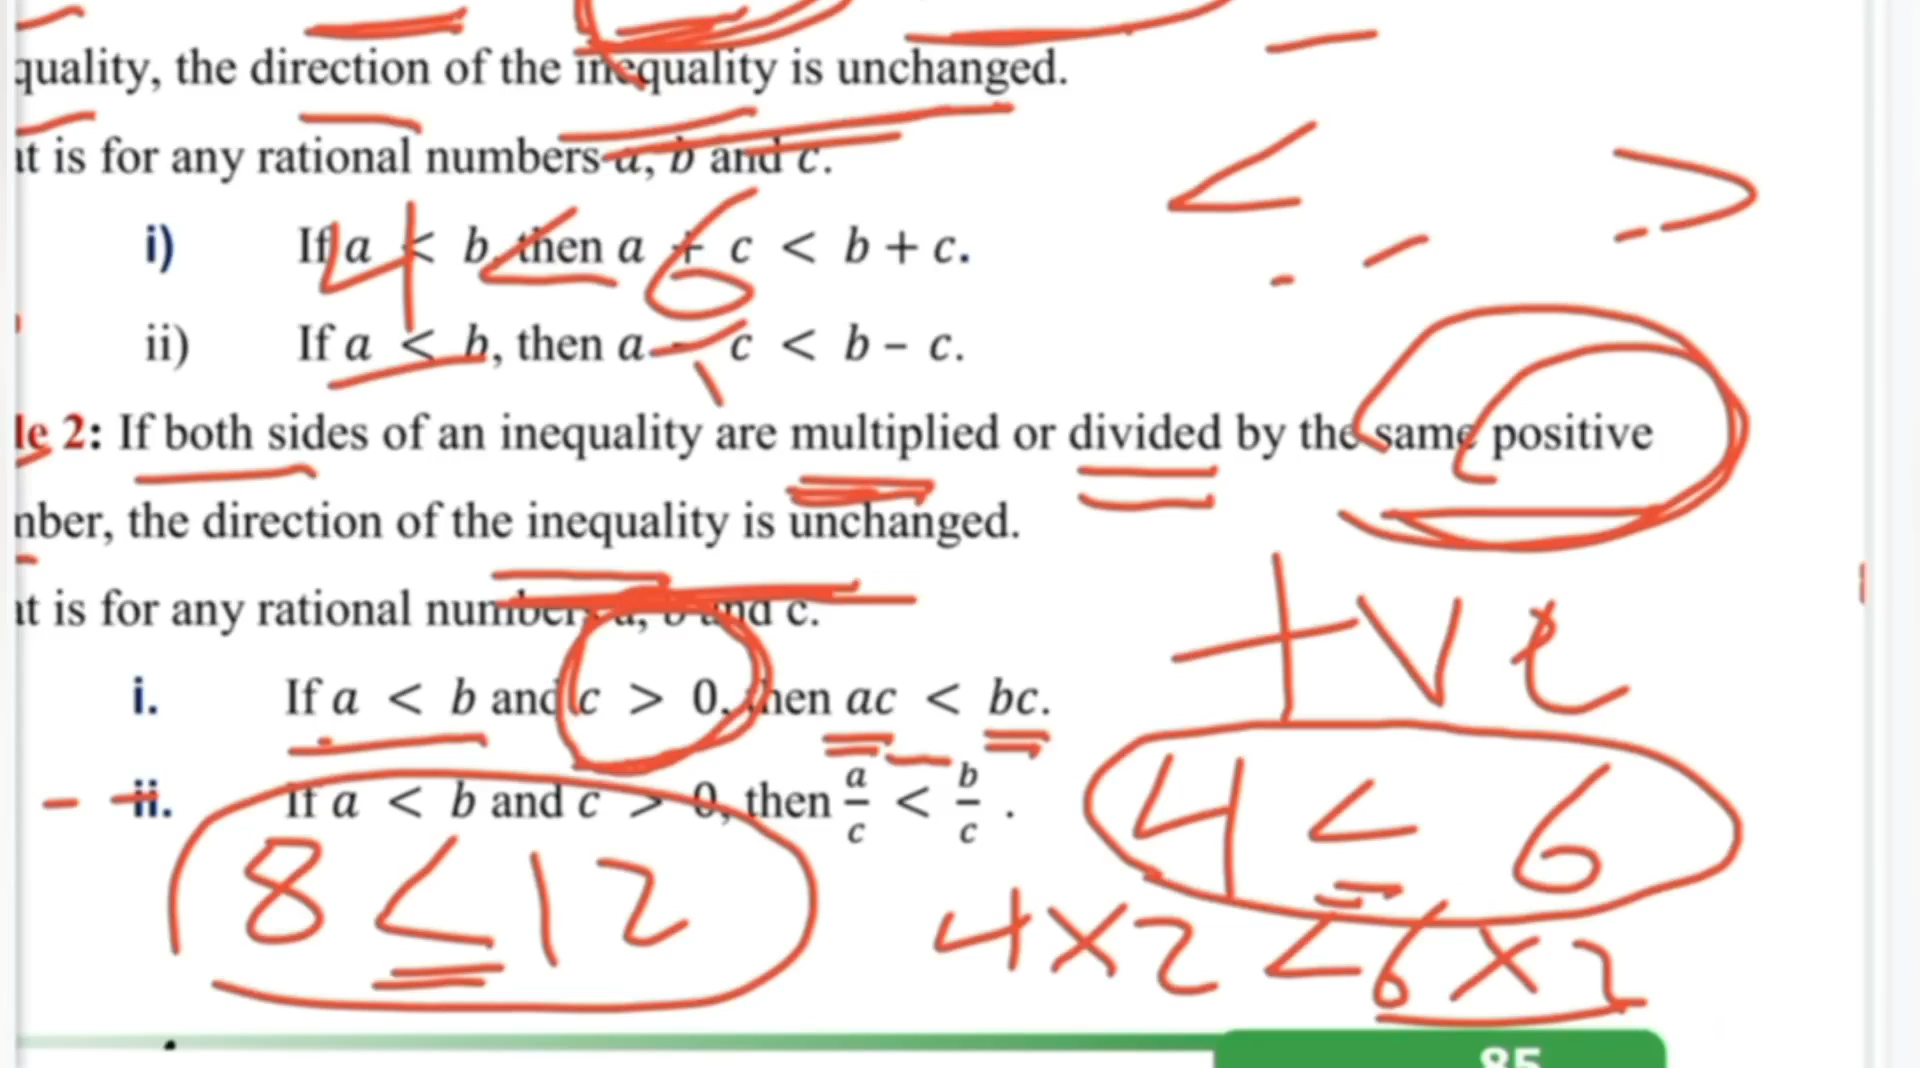 quality, the direction of the inequality is unchanged.
at is for any rational numbers a, b and c.
i) If a < b, then a + c < b + c.
4 < 6
ii) If a < b, then a – c < b – c.
le 2: If both sides of an inequality are multiplied or divided by the same positive
mber, the direction of the inequality is unchanged.
at is for any rational numbers a, b and c.
+ve
i. If a < b and c > 0, then ac < bc.
ii. If a < b and c > 0, then a/c < b/c .
4 < 6
8 < 12
4×2 < 6×2
85